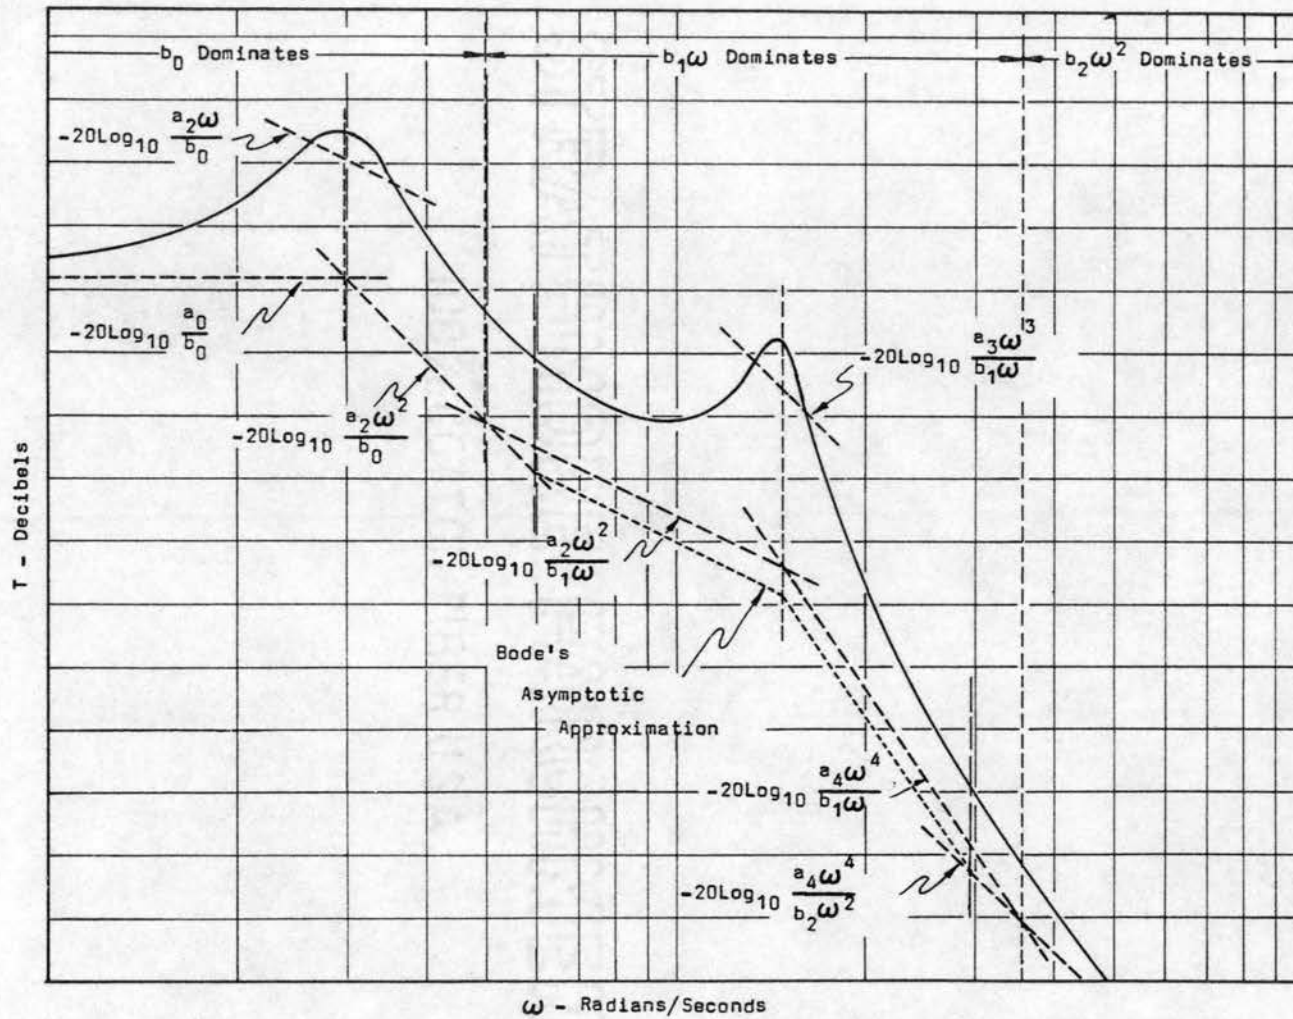 b₀ Dominates b₁ω Dominates b₂ω² Dominates
-20Log₁₀ a₂ω/b₀
-20Log₁₀ a₀/b₀
-20Log₁₀ a₃ω³/b₁ω
-20Log₁₀ a₂ω²/b₀
T - Decibels
-20Log₁₀ a₂ω²/b₁ω
Bode's
Asymptotic
Approximation
-20Log₁₀ a₄ω⁴/b₁ω
-20Log₁₀ a₄ω⁴/b₂ω²
ω - Radians/Seconds